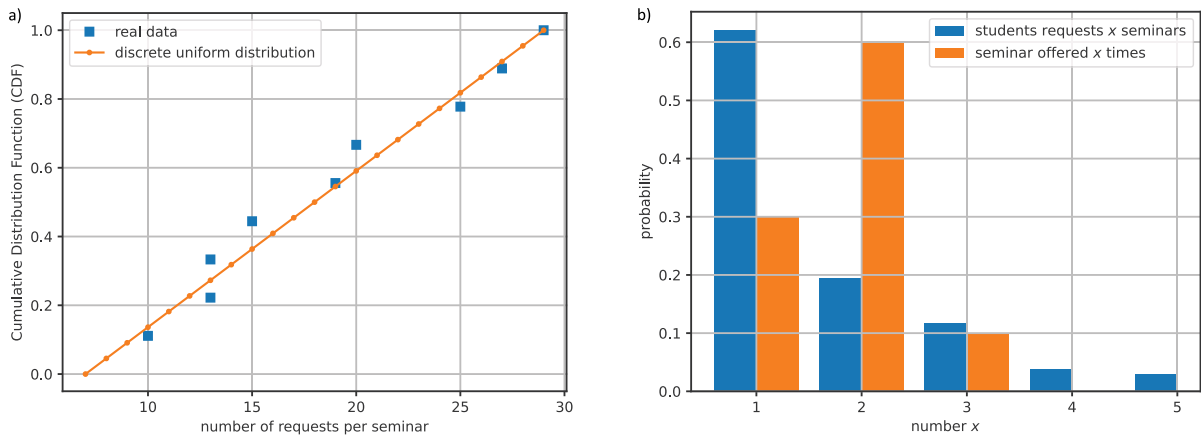 a)
real data
discrete uniform distribution
Cumulative Distribution Function (CDF)
1.0
0.8
0.6
0.4
0.2
0.0
10 15 20 25 30
number of requests per seminar
b)
students requests x seminars
seminar offered x times
probability
0.6
0.5
0.4
0.3
0.2
0.1
0.0
1 2 3 4 5
number x